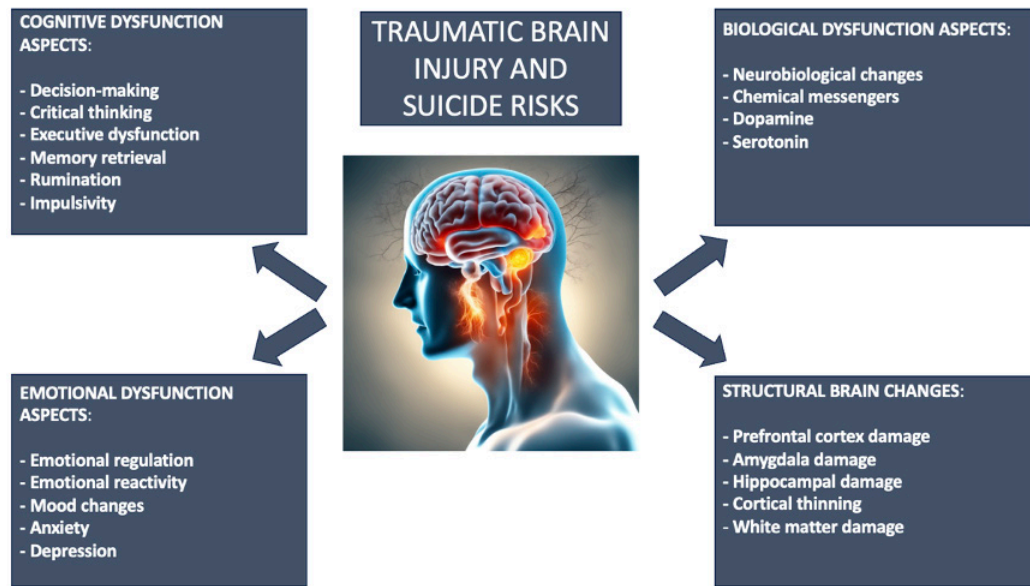 COGNITIVE DYSFUNCTION
ASPECTS:
- Decision-making
- Critical thinking
- Executive dysfunction
- Memory retrieval
- Rumination
- Impulsivity
TRAUMATIC BRAIN
INJURY AND
SUICIDE RISKS
BIOLOGICAL DYSFUNCTION ASPECTS:
- Neurobiological changes
- Chemical messengers
- Dopamine
- Serotonin
EMOTIONAL DYSFUNCTION
ASPECTS:
- Emotional regulation
- Emotional reactivity
- Mood changes
- Anxiety
- Depression
STRUCTURAL BRAIN CHANGES:
- Prefrontal cortex damage
- Amygdala damage
- Hippocampal damage
- Cortical thinning
- White matter damage